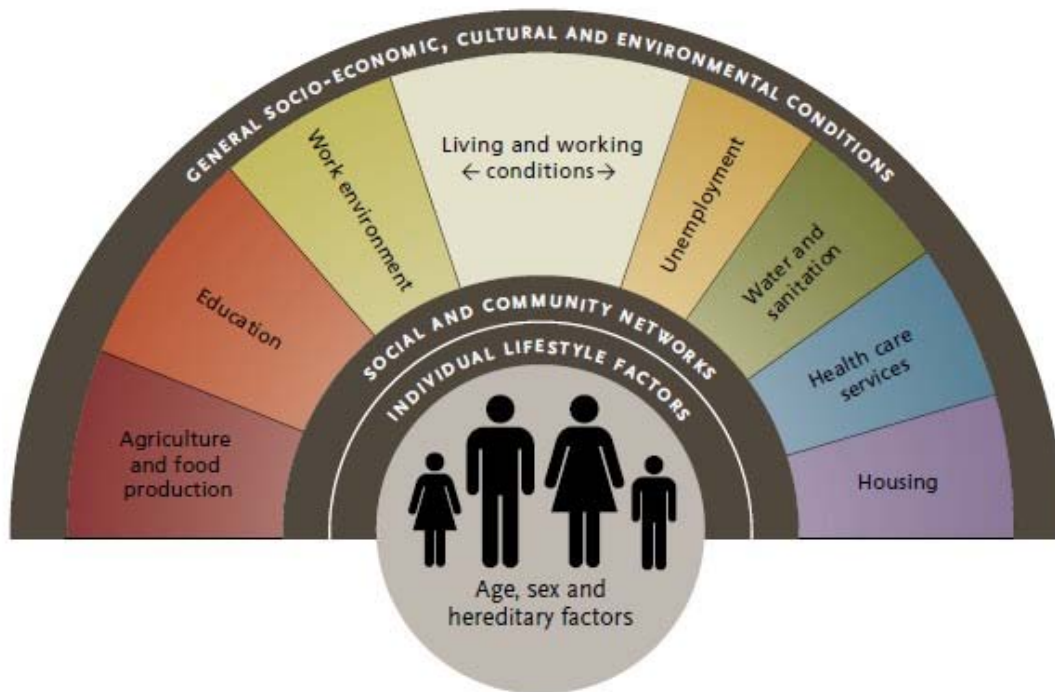 GENERAL SOCIO-ECONOMIC, CULTURAL AND ENVIRONMENTAL CONDITIONS
Agriculture
and food
production
Education
Work environment
Living and working
← conditions →
Unemployment
Water and
sanitation
Health care
services
Housing
SOCIAL AND COMMUNITY NETWORKS
INDIVIDUAL LIFESTYLE FACTORS
Age, sex and
hereditary factors